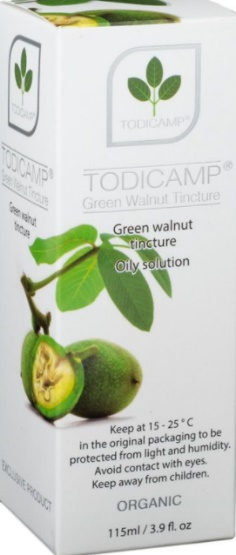 TODICAMP®
TODICAMP®
Green Walnut Tincture
Green walnut
tincture
Oily solution
Keep at 15 - 25 °C
in the original packaging to be
protected from light and humidity.
Avoid contact with eyes.
Keep away from children.
ORGANIC
115ml / 3.9 fl. oz
TODICAMP®
TODICAMP®
Green Walnut Tincture
Green walnut
tincture
EXCLUSIVE PRODUCT